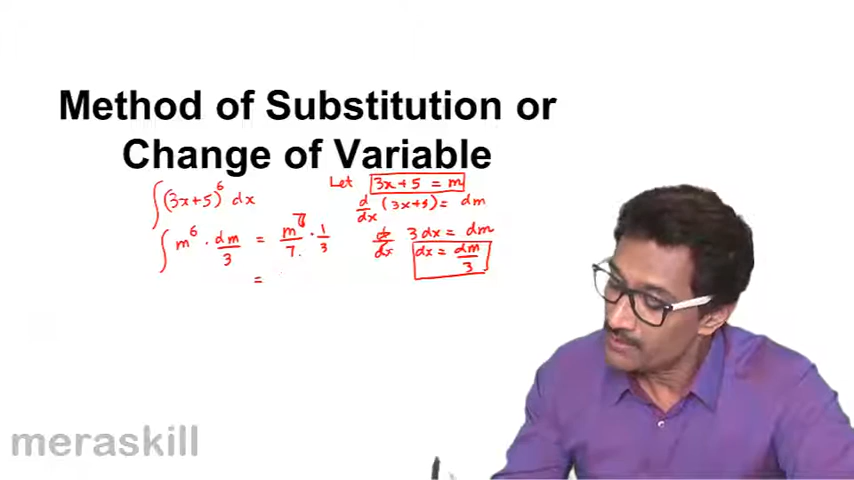 Method of Substitution or
Change of Variable
∫(3x+5)⁶ dx
Let 3x+5 = m
d/dx (3x+5) = dm
∫ m⁶ · dm/3 = m⁷/7 · 1/3
d/dx 3dx = dm
dx = dm/3
=
meraskill